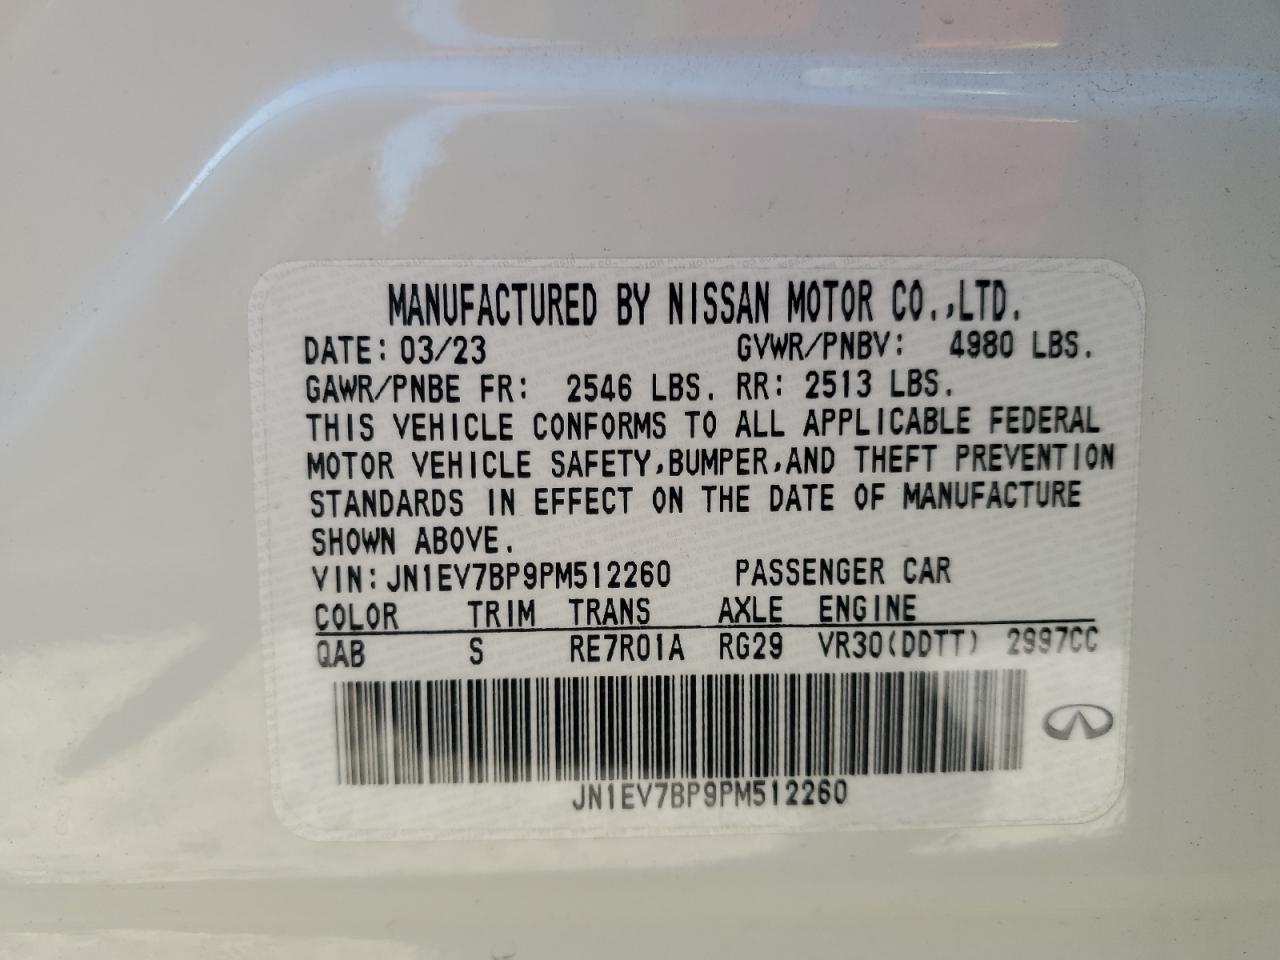 MANUFACTURED BY NISSAN MOTOR CO.,LTD.
DATE: 03/23 GVWR/PNBV: 4980 LBS.
GAWR/PNBE FR: 2546 LBS. RR: 2513 LBS.
THIS VEHICLE CONFORMS TO ALL APPLICABLE FEDERAL
MOTOR VEHICLE SAFETY,BUMPER,AND THEFT PREVENTION
STANDARDS IN EFFECT ON THE DATE OF MANUFACTURE
SHOWN ABOVE.
VIN: JN1EV7BP9PM512260 PASSENGER CAR
COLOR TRIM TRANS AXLE ENGINE
QAB S RE7R01A RG29 VR30(DDTT) 2997CC
JN1EV7BP9PM512260